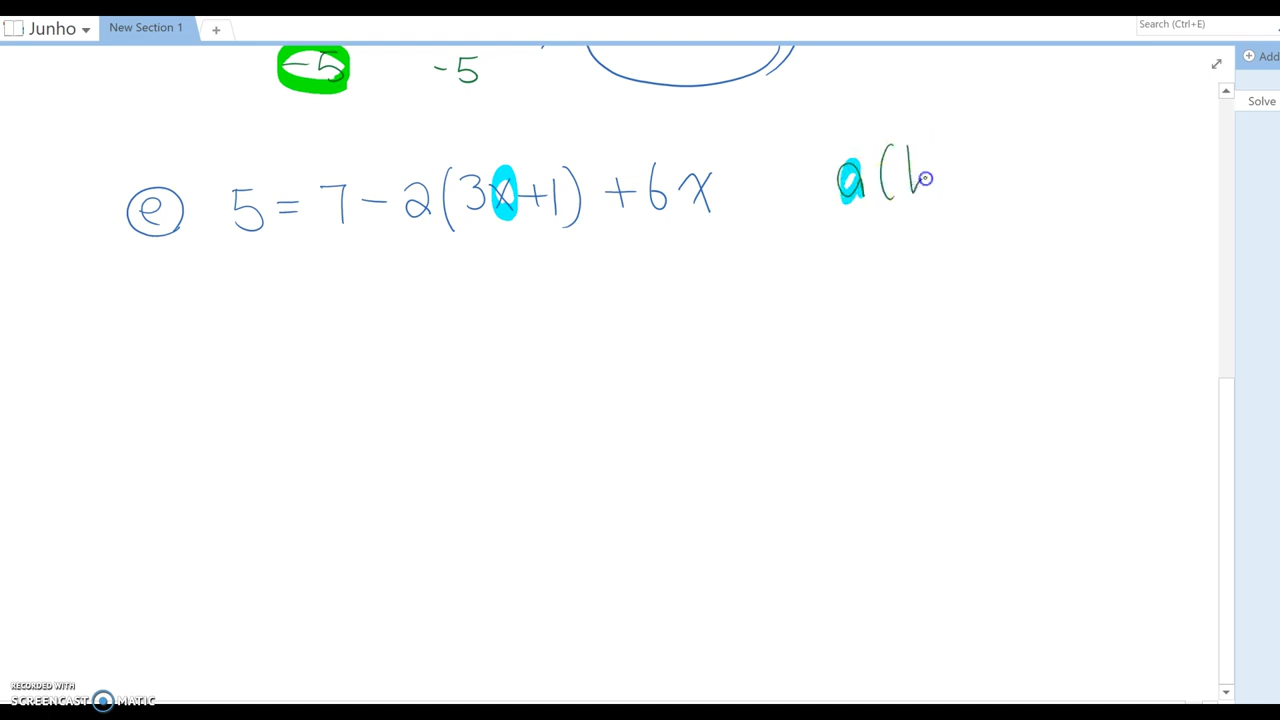 Junho
New Section 1
Search (Ctrl+E)
Add
Solve
-5 -5
e 5 = 7 - 2(3x+1) + 6x a(b
RECORDED WITH
SCREENCAST MATIC